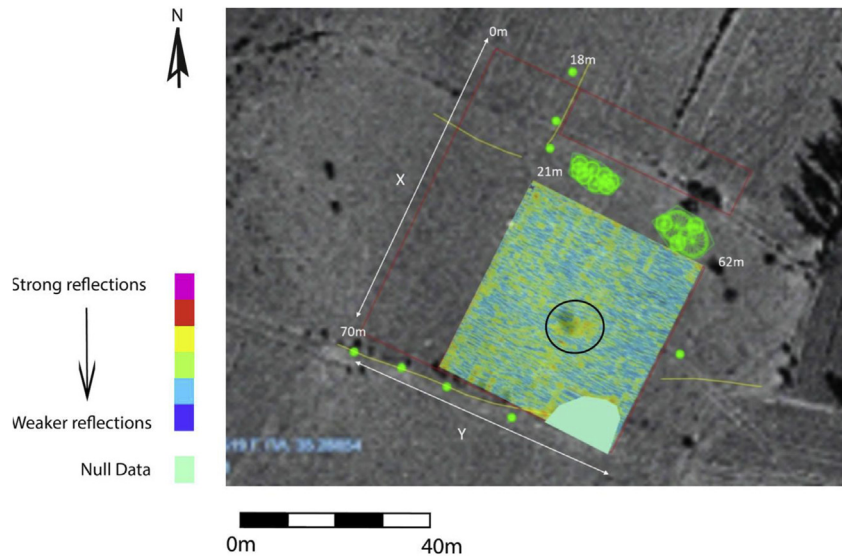 N
0m
18m
X
21m
62m
Strong reflections
70m
Weaker reflections
Y
Null Data
0m
40m